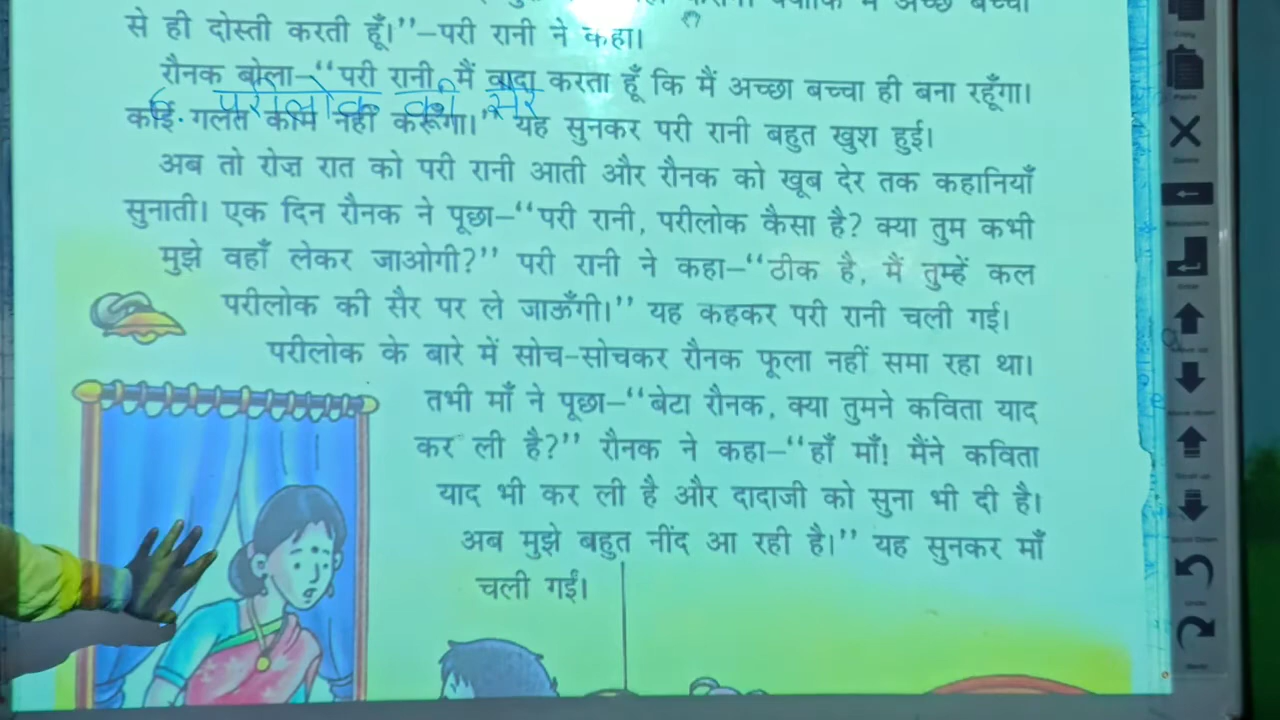 से ही दोस्ती करती हूँ।’’–परी रानी ने कहा।
रौनक बोला–‘‘परी रानी, मैं वादा करता हूँ कि मैं अच्छा बच्चा ही बना रहूँगा।
6. परीलोक की सैर
कोई गलत काम नहीं करूँगा।’’ यह सुनकर परी रानी बहुत खुश हुई।
अब तो रोज़ रात को परी रानी आती और रौनक को खूब देर तक कहानियाँ
सुनाती। एक दिन रौनक ने पूछा–‘‘परी रानी, परीलोक कैसा है? क्या तुम कभी
मुझे वहाँ लेकर जाओगी?’’ परी रानी ने कहा–‘‘ठीक है, मैं तुम्हें कल
परीलोक की सैर पर ले जाऊँगी।’’ यह कहकर परी रानी चली गई।
परीलोक के बारे में सोच-सोचकर रौनक फूला नहीं समा रहा था।
तभी माँ ने पूछा–‘‘बेटा रौनक, क्या तुमने कविता याद
कर ली है?’’ रौनक ने कहा–‘‘हाँ माँ! मैंने कविता
याद भी कर ली है और दादाजी को सुना भी दी है।
अब मुझे बहुत नींद आ रही है।’’ यह सुनकर माँ
चली गईं।